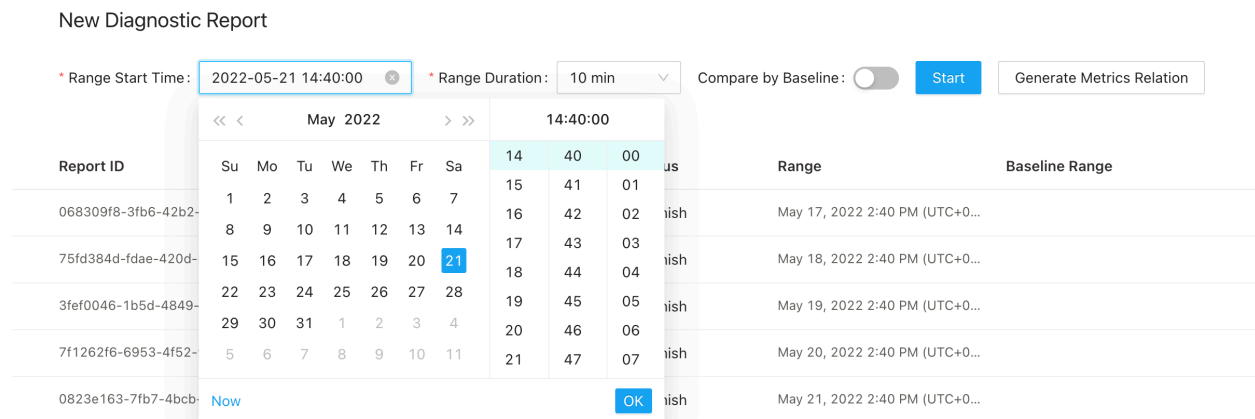 New Diagnostic Report
* Range Start Time : 2022-05-21 14:40:00 * Range Duration : 10 min Compare by Baseline : Start Generate Metrics Relation
« ‹ May 2022 › » 14:40:00
Report ID Range Baseline Range
Su Mo Tu We Th Fr Sa
1 2 3 4 5 6 7
8 9 10 11 12 13 14
15 16 17 18 19 20 21
22 23 24 25 26 27 28
29 30 31 1 2 3 4
5 6 7 8 9 10 11
14 40 00
15 41 01
16 42 02
17 43 03
18 44 04
19 45 05
20 46 06
21 47 07
Now OK
068309f8-3fb6-42b2- May 17, 2022 2:40 PM (UTC+0...
75fd384d-fdae-420d- May 18, 2022 2:40 PM (UTC+0...
3fef0046-1b5d-4849- May 19, 2022 2:40 PM (UTC+0...
7f1262f6-6953-4f52- May 20, 2022 2:40 PM (UTC+0...
0823e163-7fb7-4bcb- May 21, 2022 2:40 PM (UTC+0...